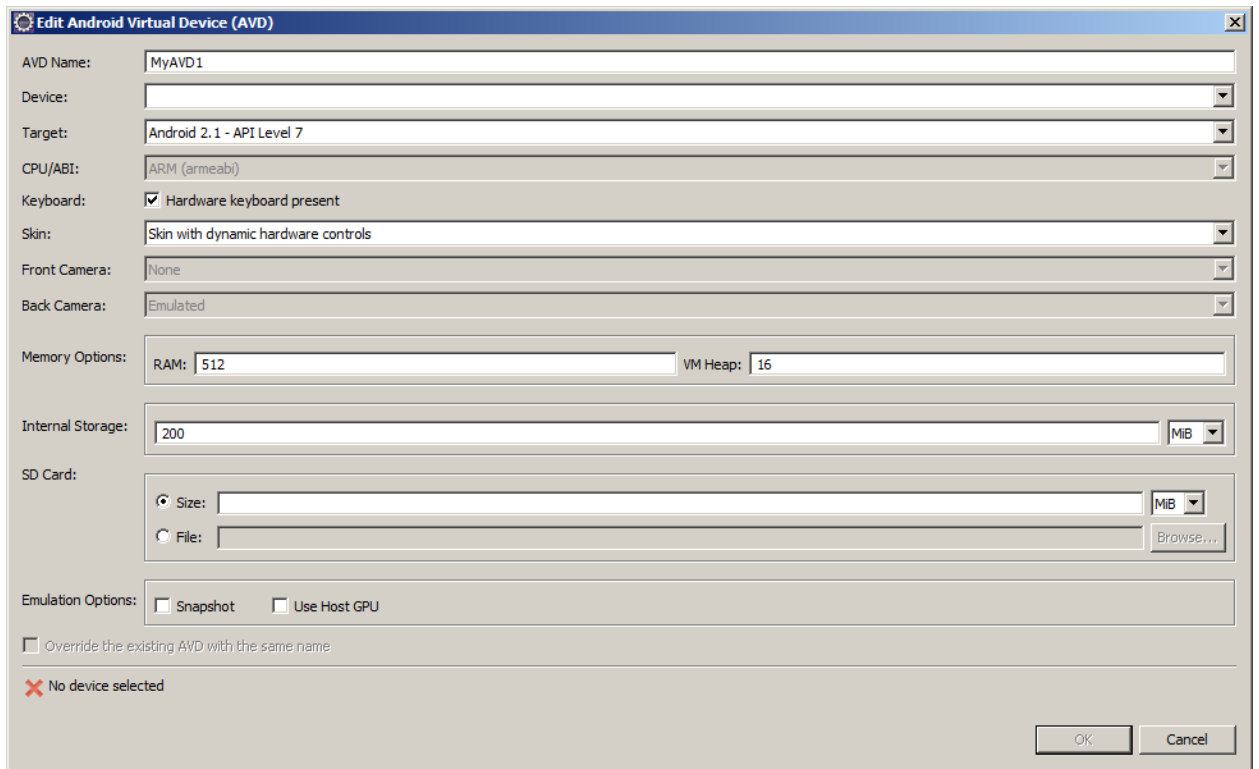 Edit Android Virtual Device (AVD)
AVD Name: MyAVD1
Device:
Target: Android 2.1 - API Level 7
CPU/ABI: ARM (armeabi)
Keyboard: Hardware keyboard present
Skin: Skin with dynamic hardware controls
Front Camera: None
Back Camera: Emulated
Memory Options: RAM: 512 VM Heap: 16
Internal Storage: 200 MiB
SD Card:
Size: MiB
File: Browse...
Emulation Options: Snapshot Use Host GPU
Override the existing AVD with the same name
No device selected
OK Cancel